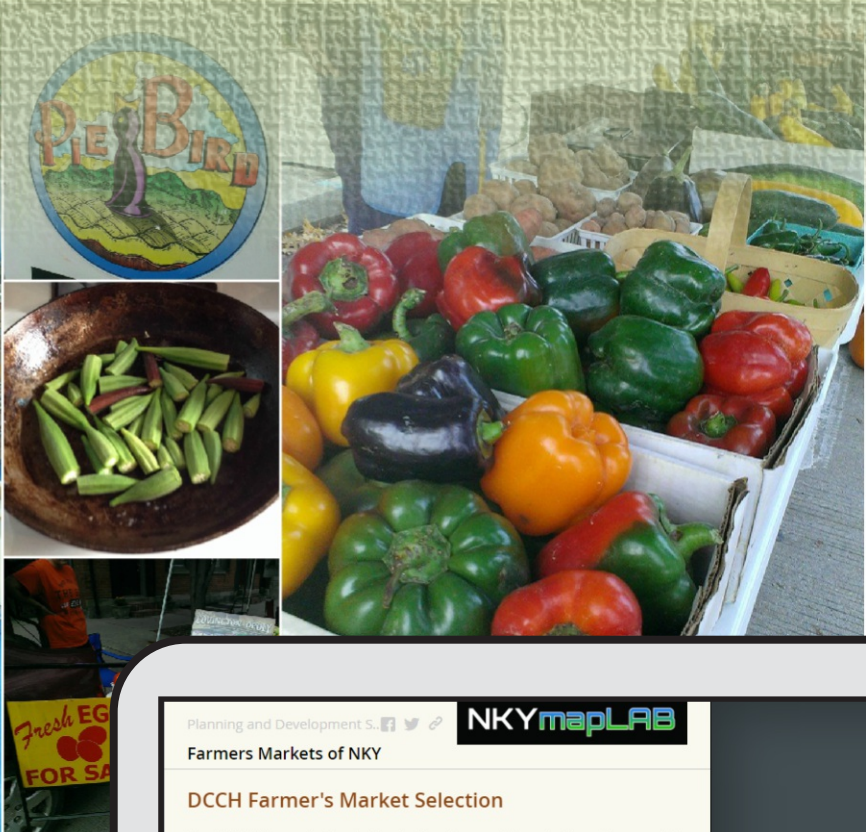 PIE BIRD
Fresh EG
FOR SA
Planning and Development S..
NKYmapLAB
Farmers Markets of NKY
DCCH Farmer's Market Selection